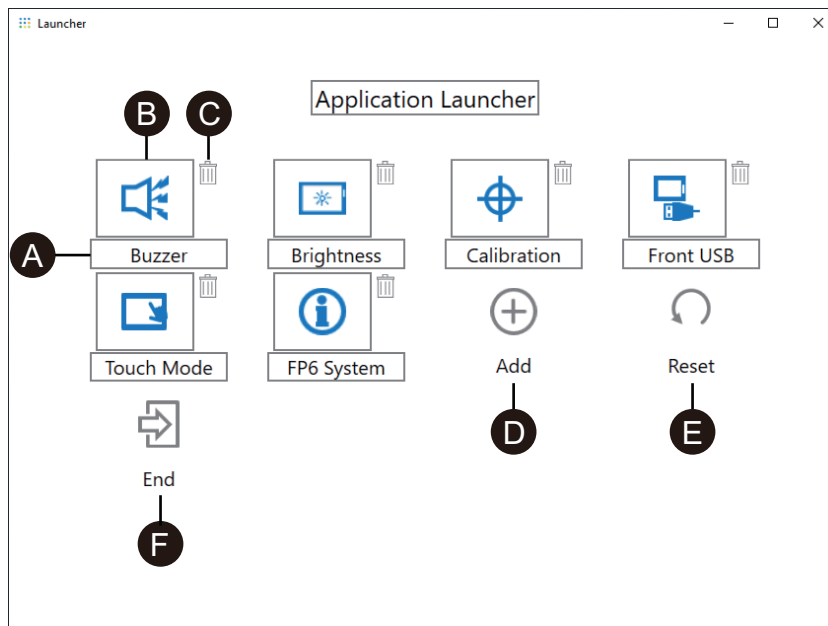 Launcher
Application Launcher
B C
A Buzzer Brightness Calibration Front USB
Touch Mode FP6 System Add Reset
D E
End
F